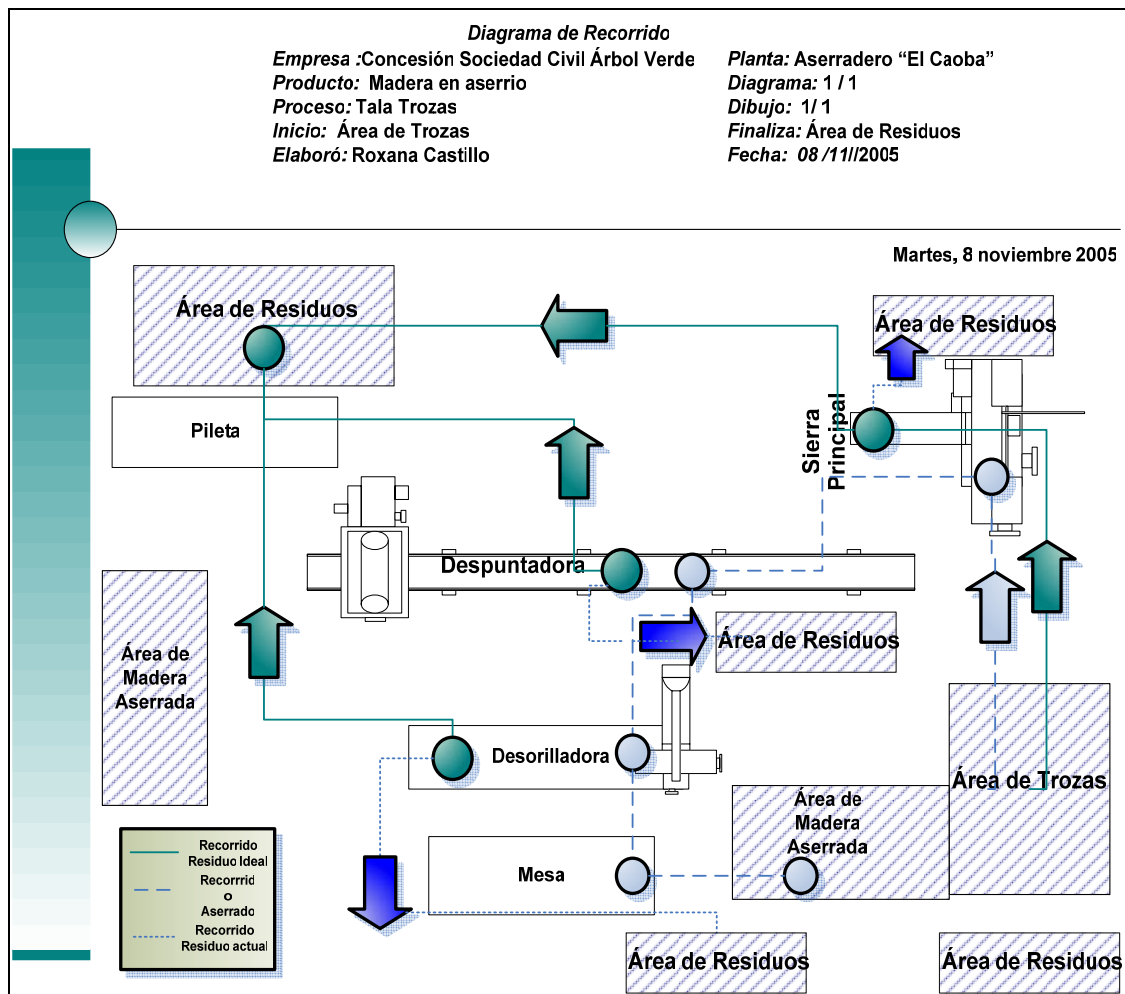 Diagrama de Recorrido
Empresa :Concesión Sociedad Civil Árbol Verde
Planta: Aserradero “El Caoba”
Producto: Madera en aserrio
Diagrama: 1 / 1
Proceso: Tala Trozas
Dibujo: 1/ 1
Inicio: Área de Trozas
Finaliza: Área de Residuos
Elaboró: Roxana Castillo
Fecha: 08 /11//2005
Martes, 8 noviembre 2005
Área de Residuos
Área de Residuos
Pileta
Sierra
Principal
Despuntadora
Área de Residuos
Área de
Madera
Aserrada
Desorilladora
Área de Trozas
Área de
Madera
Aserrada
Mesa
Recorrido
Residuo Ideal
Recorrrid
o
Aserrado
Recorrido
Residuo actual
Área de Residuos
Área de Residuos